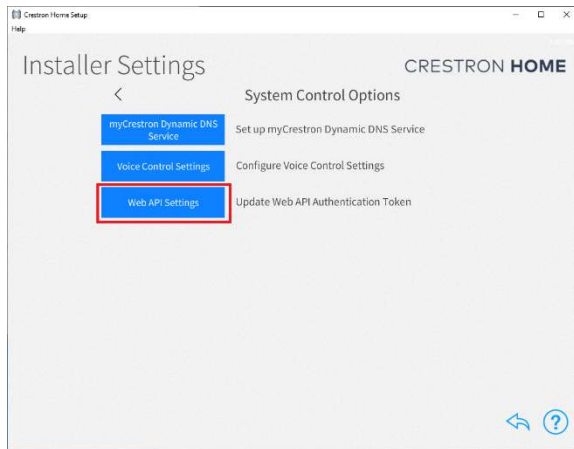 Crestron Home Setup
Help
Installer Settings
CRESTRON HOME
System Control Options
myCrestron Dynamic DNS
Service
Set up myCrestron Dynamic DNS Service
Voice Control Settings
Configure Voice Control Settings
Web API Settings
Update Web API Authentication Token
?